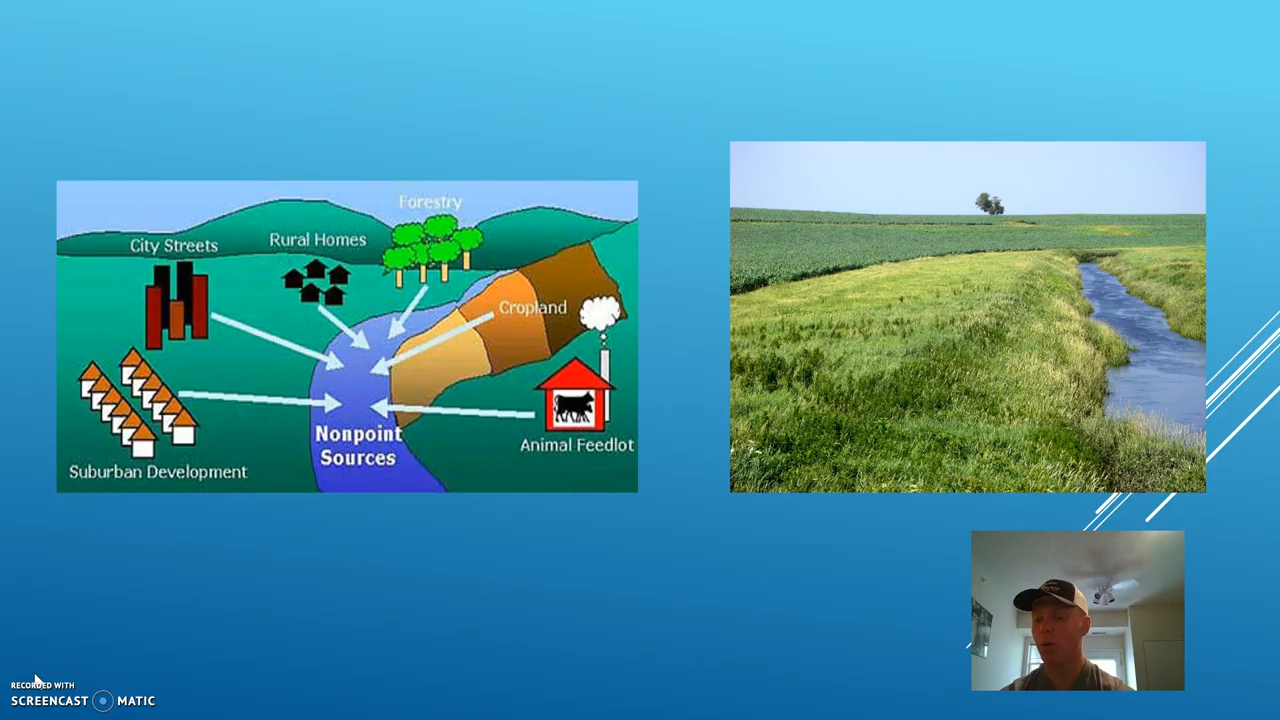 Forestry
City Streets
Rural Homes
Cropland
Nonpoint
Sources
Animal Feedlot
Suburban Development
RECORDED WITH
SCREENCAST MATIC